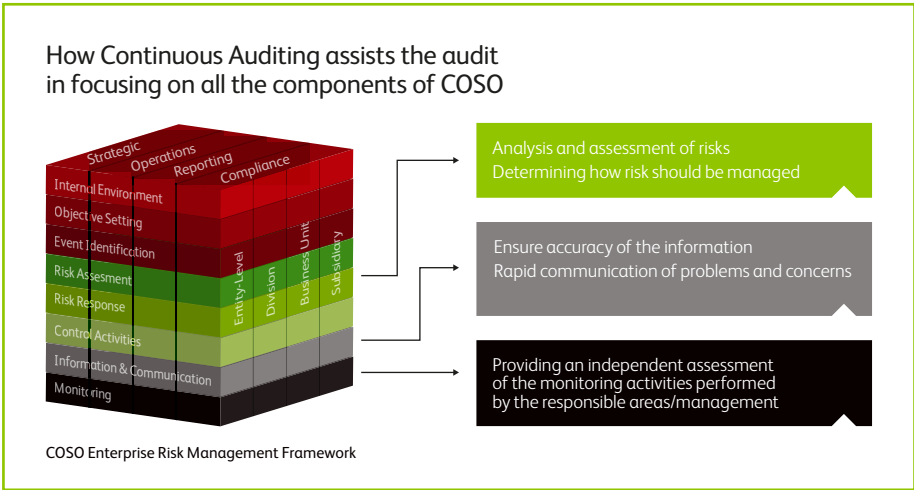 How Continuous Auditing assists the audit
in focusing on all the components of COSO
Strategic
Operations
Reporting
Compliance
Internal Environment
Objective Setting
Event Identification
Risk Assesment
Risk Response
Control Activities
Information & Communication
Monitoring
Entity-Level
Division
Business Unit
Subsidiary
Analysis and assessment of risks
Determining how risk should be managed
Ensure accuracy of the information
Rapid communication of problems and concerns
Providing an independent assessment
of the monitoring activities performed
by the responsible areas/management
COSO Enterprise Risk Management Framework